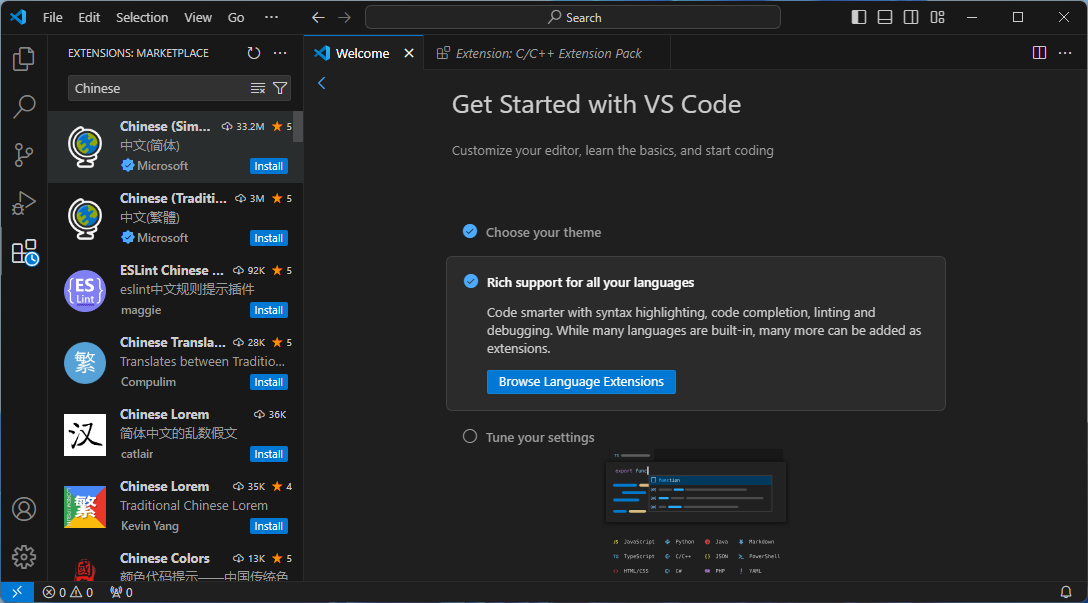 File Edit Selection View Go ··· Search
EXTENSIONS: MARKETPLACE
Chinese
Chinese (Sim... 33.2M 5
中文(简体)
Microsoft Install
Chinese (Traditi... 3M 5
中文(繁體)
Microsoft Install
ESLint Chinese ... 92K 5
eslint中文规则提示插件
maggie Install
Chinese Transla... 28K 5
Translates between Traditio...
Compulim Install
Chinese Lorem 36K
简体中文的乱数假文
catlair Install
Chinese Lorem 35K 4
Traditional Chinese Lorem
Kevin Yang Install
Chinese Colors 13K 5
颜色代码提示——中国传统色
{ES}
Lint
繁
汉
繁
Welcome
Extension: C/C++ Extension Pack
Get Started with VS Code
Customize your editor, learn the basics, and start coding
Choose your theme
Rich support for all your languages
Code smarter with syntax highlighting, code completion, linting and
debugging. While many languages are built-in, many more can be added as
extensions.
Browse Language Extensions
Tune your settings
TS
export func
function
JS JavaScript Python Java Markdown
TS TypeScript C/C++ {} JSON PowerShell
HTML/CSS C# PHP ! YAML
0 0 0